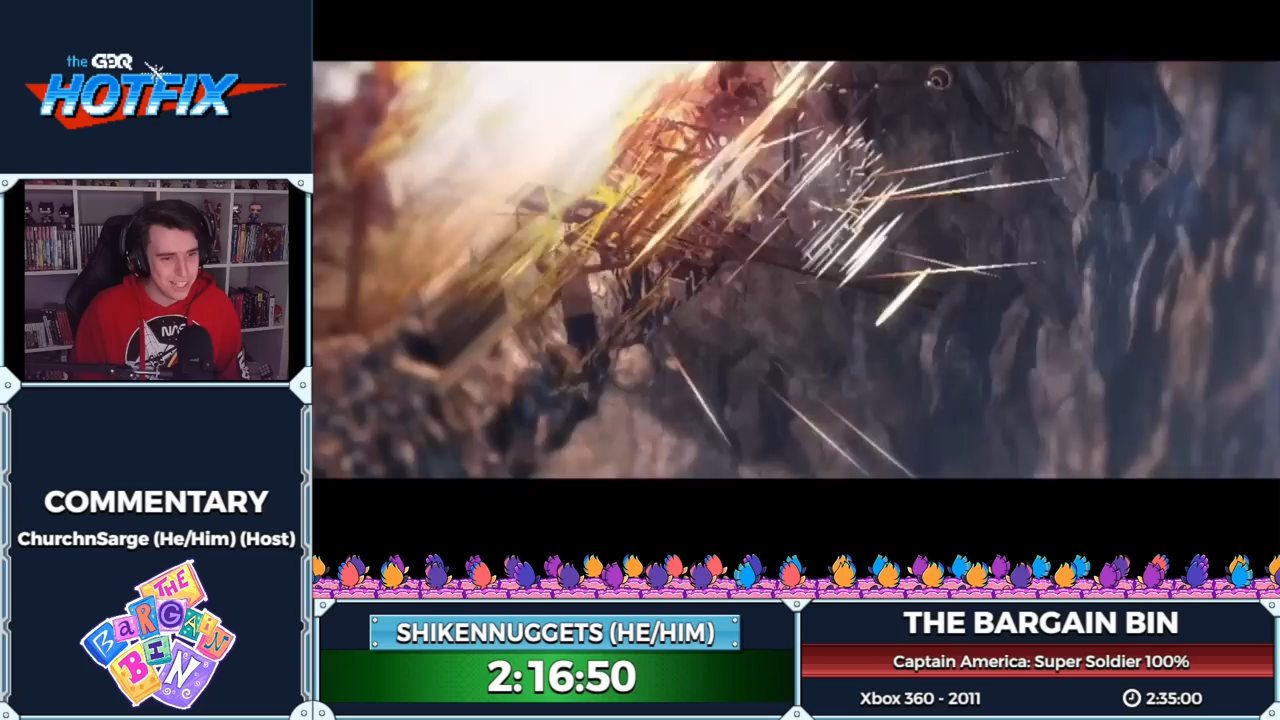 the GDQ
HOTFIX
NAS
COMMENTARY
ChurchnSarge (He/Him) (Host)
THE
BARGAIN
BIN
SHIKENNUGGETS (HE/HIM)
2:16:50
THE BARGAIN BIN
Captain America: Super Soldier 100%
Xbox 360 - 2011
2:35:00